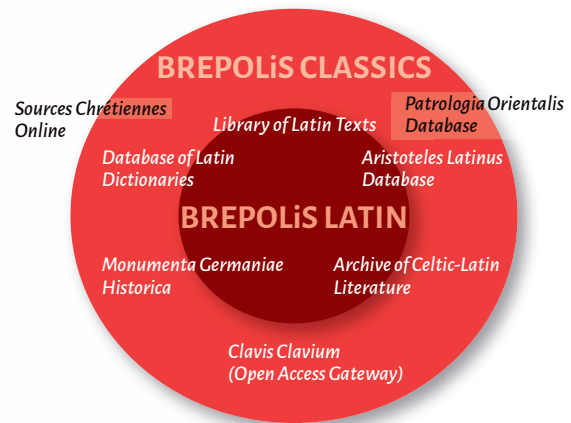 BREPOLiS CLASSICS
Sources Chrétiennes
Online
Patrologia Orientalis
Database
Library of Latin Texts
Database of Latin
Dictionaries
Aristoteles Latinus
Database
BREPOLiS LATIN
Monumenta Germaniae
Historica
Archive of Celtic-Latin
Literature
Clavis Clavium
(Open Access Gateway)